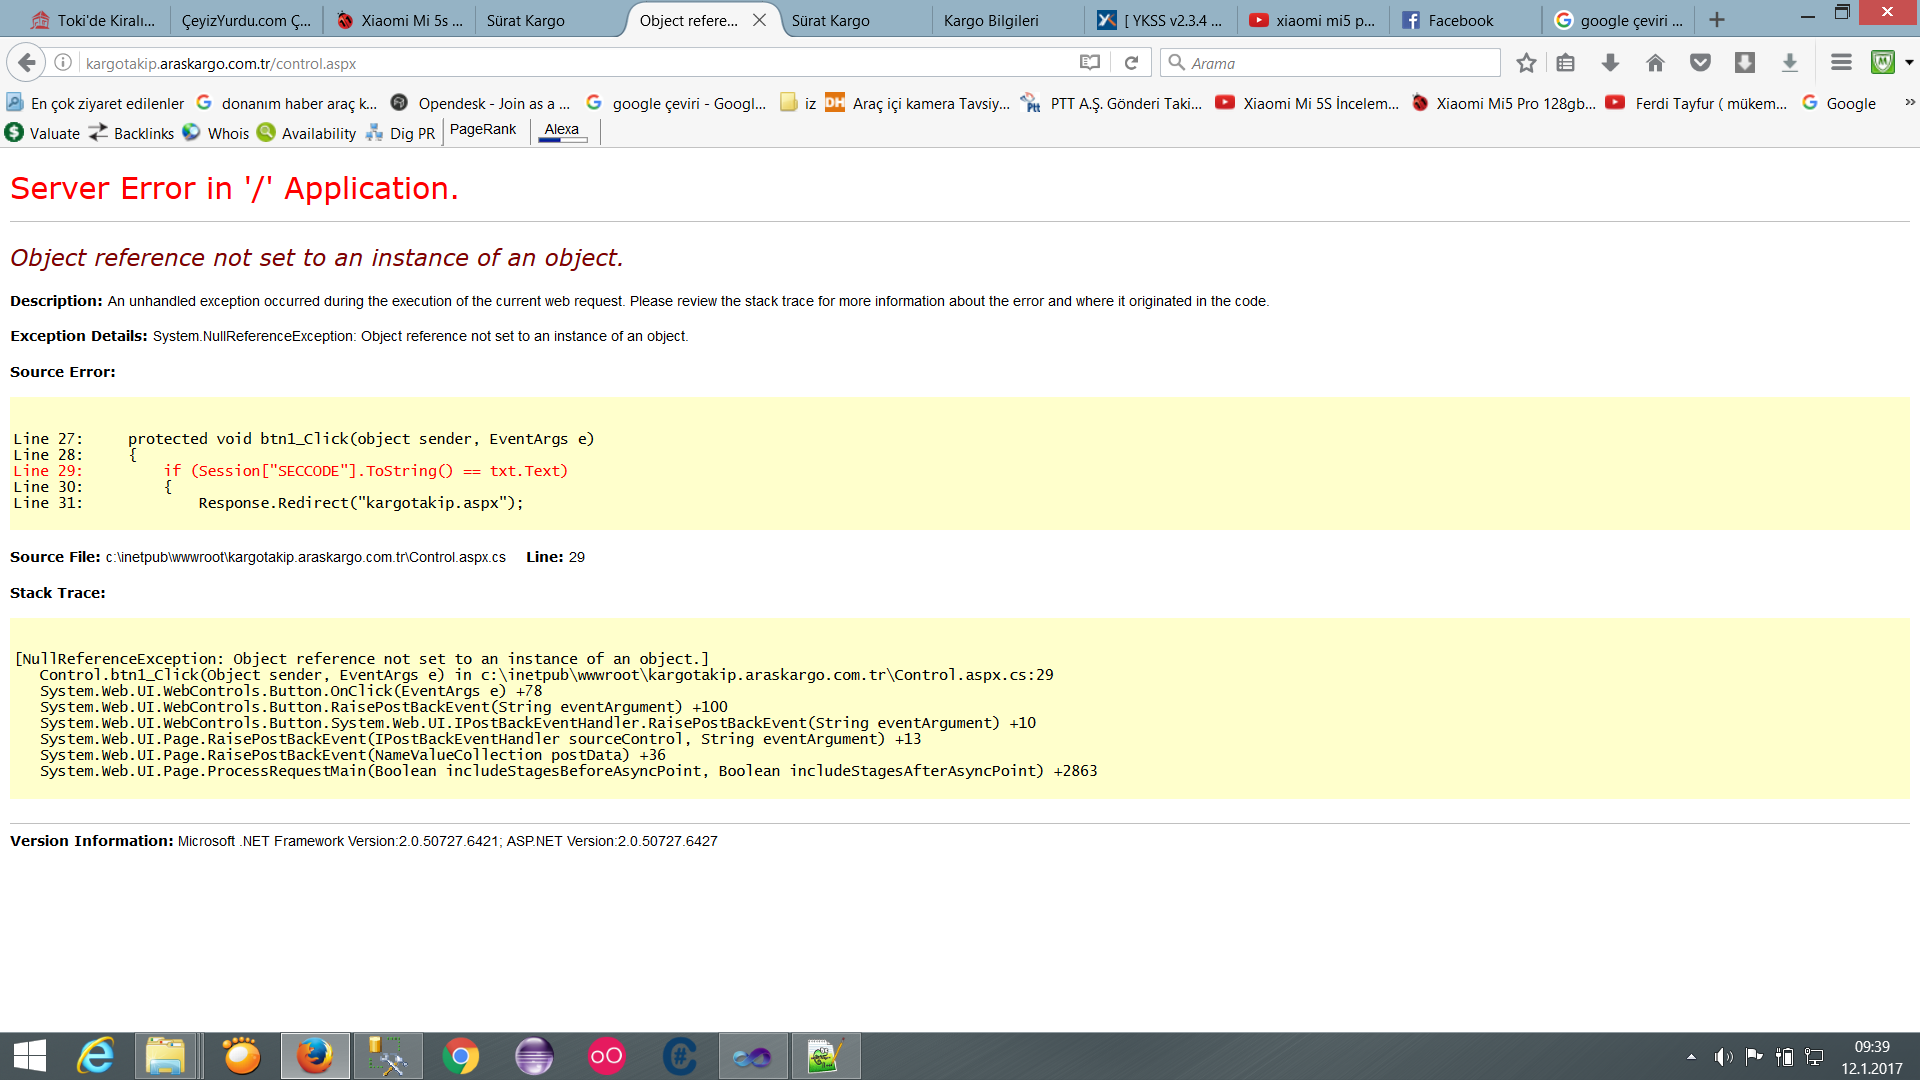 Toki'de Kiralı...
ÇeyizYurdu.com Ç...
Xiaomi Mi 5s ...
Sürat Kargo
Object refere...
Sürat Kargo
Kargo Bilgileri
[ YKSS v2.3.4 ...
xiaomi mi5 p...
Facebook
google çeviri ...
kargotakip.araskargo.com.tr/control.aspx
Arama
En çok ziyaret edilenler
donanım haber araç k...
Opendesk - Join as a ...
google çeviri - Googl...
iz
DH
Araç içi kamera Tavsiy...
Ptt
PTT A.Ş. Gönderi Taki...
Xiaomi Mi 5S İncelem...
Xiaomi Mi5 Pro 128gb...
Ferdi Tayfur ( mükem...
Google
Valuate
Backlinks
Whois
Availability
Dig PR
PageRank
Alexa
Server Error in '/' Application.
Object reference not set to an instance of an object.
Description: An unhandled exception occurred during the execution of the current web request. Please review the stack trace for more information about the error and where it originated in the code.
Exception Details: System.NullReferenceException: Object reference not set to an instance of an object.
Source Error:
Line 27:     protected void btn1_Click(object sender, EventArgs e)
Line 28:     {
Line 29:         if (Session["SECCODE"].ToString() == txt.Text)
Line 30:         {
Line 31:             Response.Redirect("kargotakip.aspx");
Source File: c:\inetpub\wwwroot\kargotakip.araskargo.com.tr\Control.aspx.cs    Line: 29
Stack Trace:
[NullReferenceException: Object reference not set to an instance of an object.]
   Control.btn1_Click(Object sender, EventArgs e) in c:\inetpub\wwwroot\kargotakip.araskargo.com.tr\Control.aspx.cs:29
   System.Web.UI.WebControls.Button.OnClick(EventArgs e) +78
   System.Web.UI.WebControls.Button.RaisePostBackEvent(String eventArgument) +100
   System.Web.UI.WebControls.Button.System.Web.UI.IPostBackEventHandler.RaisePostBackEvent(String eventArgument) +10
   System.Web.UI.Page.RaisePostBackEvent(IPostBackEventHandler sourceControl, String eventArgument) +13
   System.Web.UI.Page.RaisePostBackEvent(NameValueCollection postData) +36
   System.Web.UI.Page.ProcessRequestMain(Boolean includeStagesBeforeAsyncPoint, Boolean includeStagesAfterAsyncPoint) +2863
Version Information: Microsoft .NET Framework Version:2.0.50727.6421; ASP.NET Version:2.0.50727.6427
09:39
12.1.2017